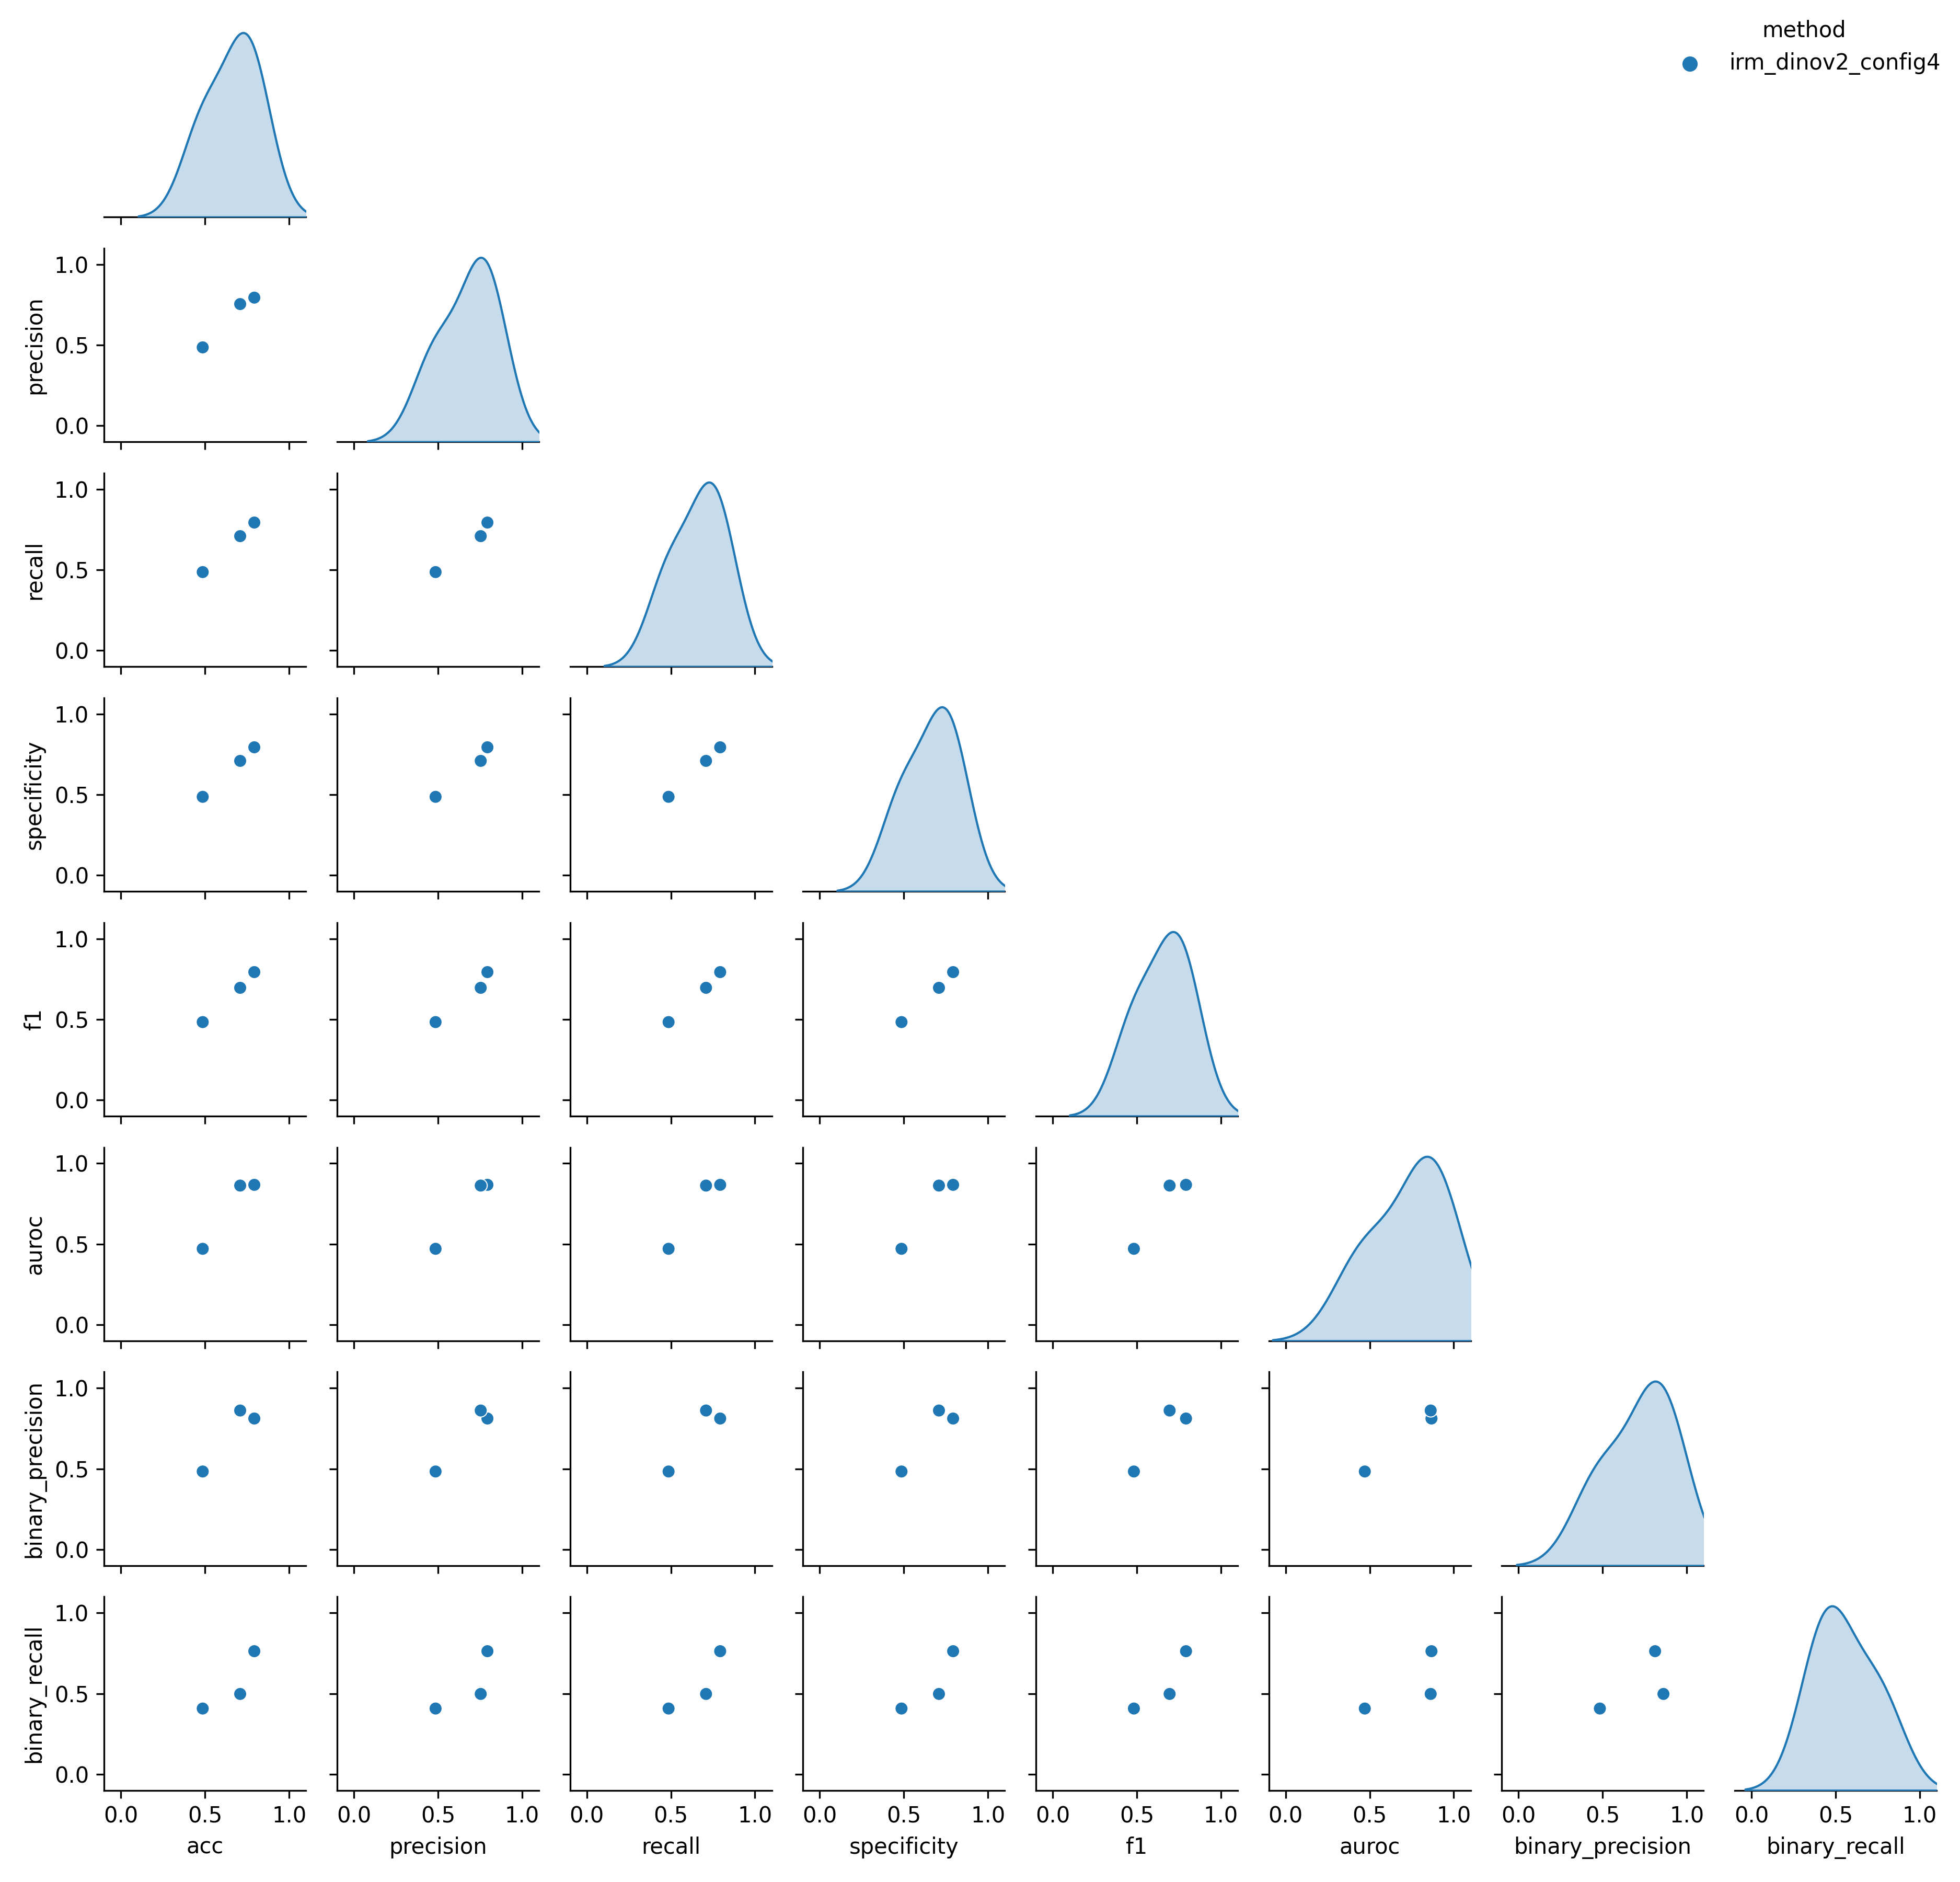 method
irm_dinov2_config4
1.0
0.5
0.0
precision
1.0
0.5
0.0
recall
1.0
0.5
0.0
specificity
1.0
0.5
0.0
f1
1.0
0.5
0.0
auroc
1.0
0.5
0.0
binary_precision
1.0
0.5
0.0
binary_recall
0.0 0.5 1.0 0.0 0.5 1.0 0.0 0.5 1.0 0.0 0.5 1.0 0.0 0.5 1.0 0.0 0.5 1.0 0.0 0.5 1.0 0.0 0.5 1.0
acc precision recall specificity f1 auroc binary_precision binary_recall